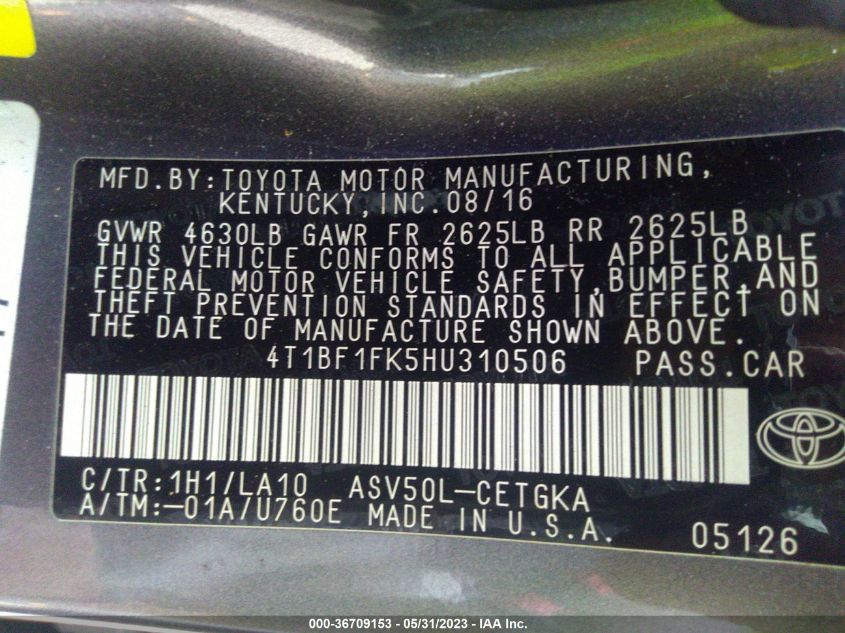 MFD.BY:TOYOTA MOTOR MANUFACTURING,
KENTUCKY,INC.08/16
GVWR 4630LB GAWR FR 2625LB RR 2625LB
THIS VEHICLE CONFORMS TO ALL APPLICABLE
FEDERAL MOTOR VEHICLE SAFETY,BUMPER,AND
THEFT PREVENTION STANDARDS IN EFFECT ON
THE DATE OF MANUFACTURE SHOWN ABOVE.
4T1BF1FK5HU310506 PASS.CAR
C/TR:1H1/LA10 ASV50L-CETGKA
A/TM:-01A/U760E MADE IN U.S.A. 05126
000-36709153 - 05/31/2023 - IAA Inc.